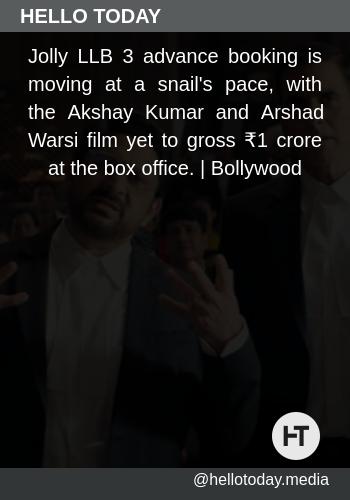 HELLO TODAY
Jolly LLB 3 advance booking is
moving at a snail's pace, with
the Akshay Kumar and Arshad
Warsi film yet to gross ₹1 crore
at the box office. | Bollywood
HT
@hellotoday.media